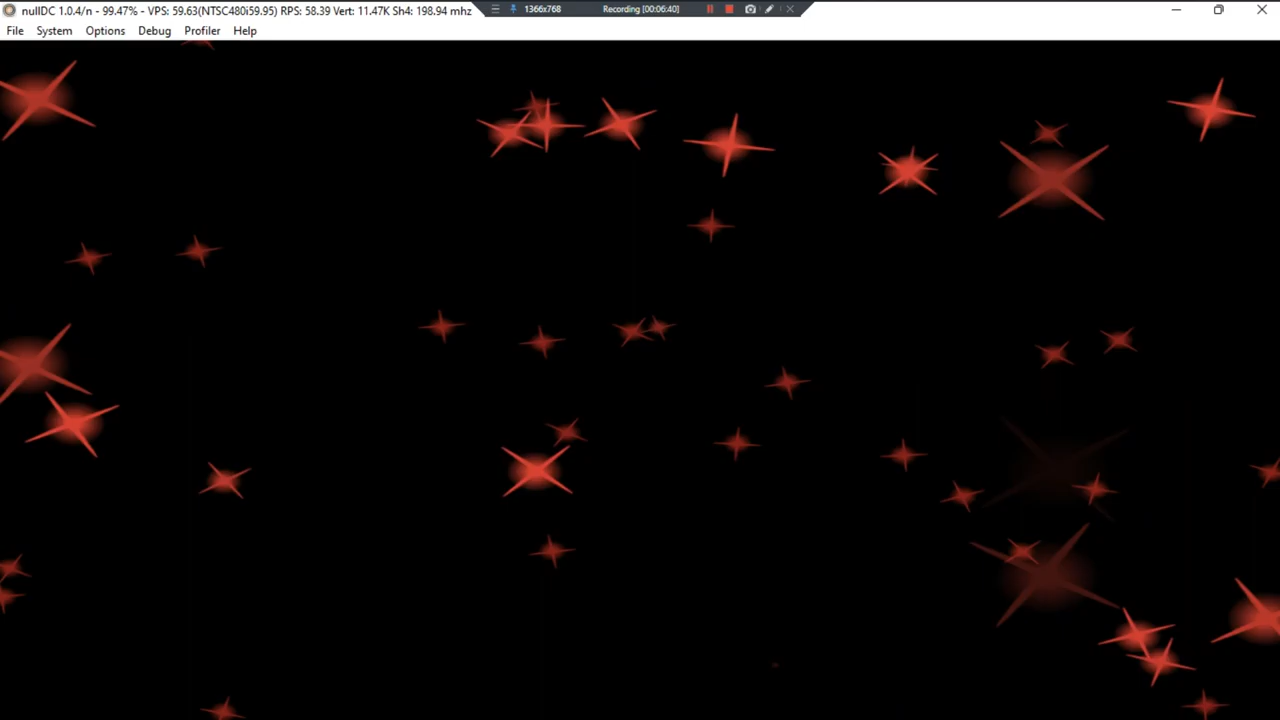 nullDC 1.0.4/n - 99.47% - VPS: 59.63(NTSC480i59.95) RPS: 58.39 Vert: 11.47K Sh4: 198.94 mhz
1366x768
Recording [00:06:40]
File System Options Debug Profiler Help